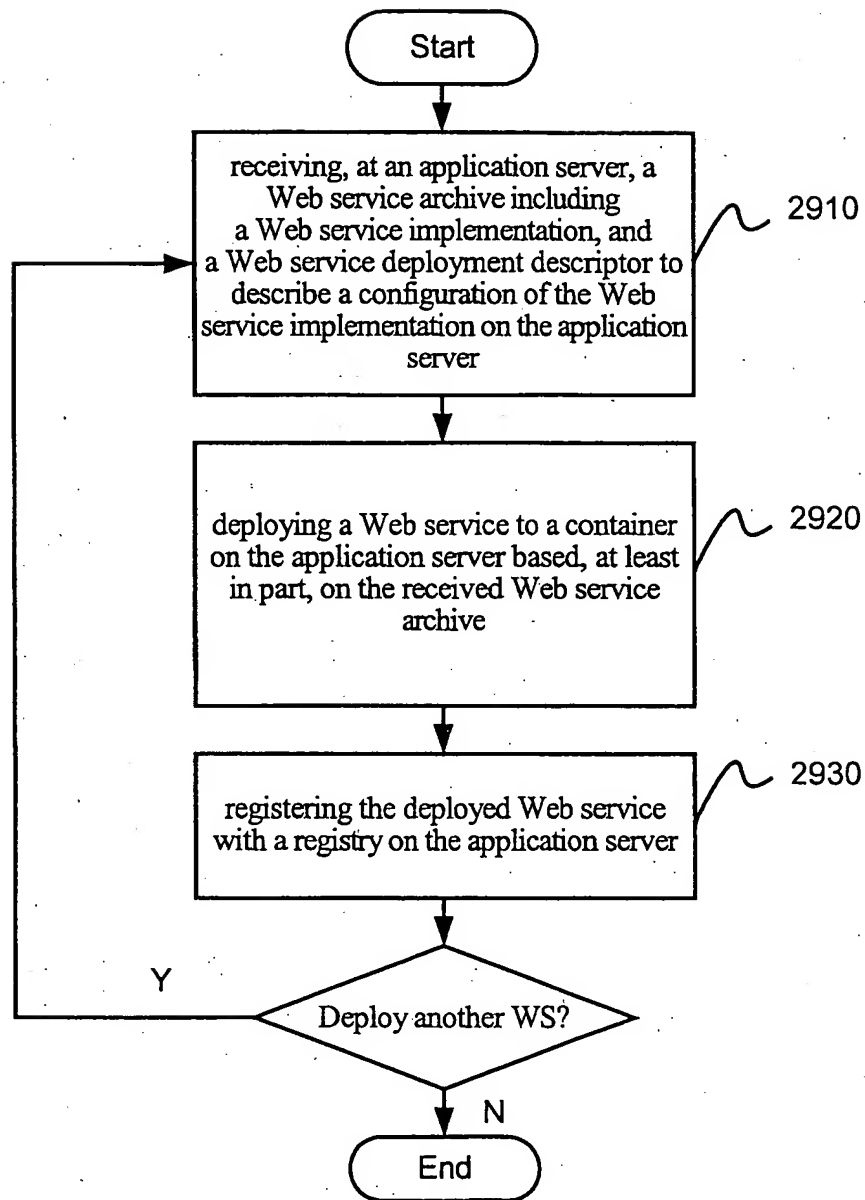 Start
receiving, at an application server, a
Web service archive including
a Web service implementation, and
a Web service deployment descriptor to
describe a configuration of the Web
service implementation on the application
server
2910
deploying a Web service to a container
on the application server based, at least
in part, on the received Web service
archive
2920
registering the deployed Web service
with a registry on the application server
2930
Deploy another WS?
Y
N
End